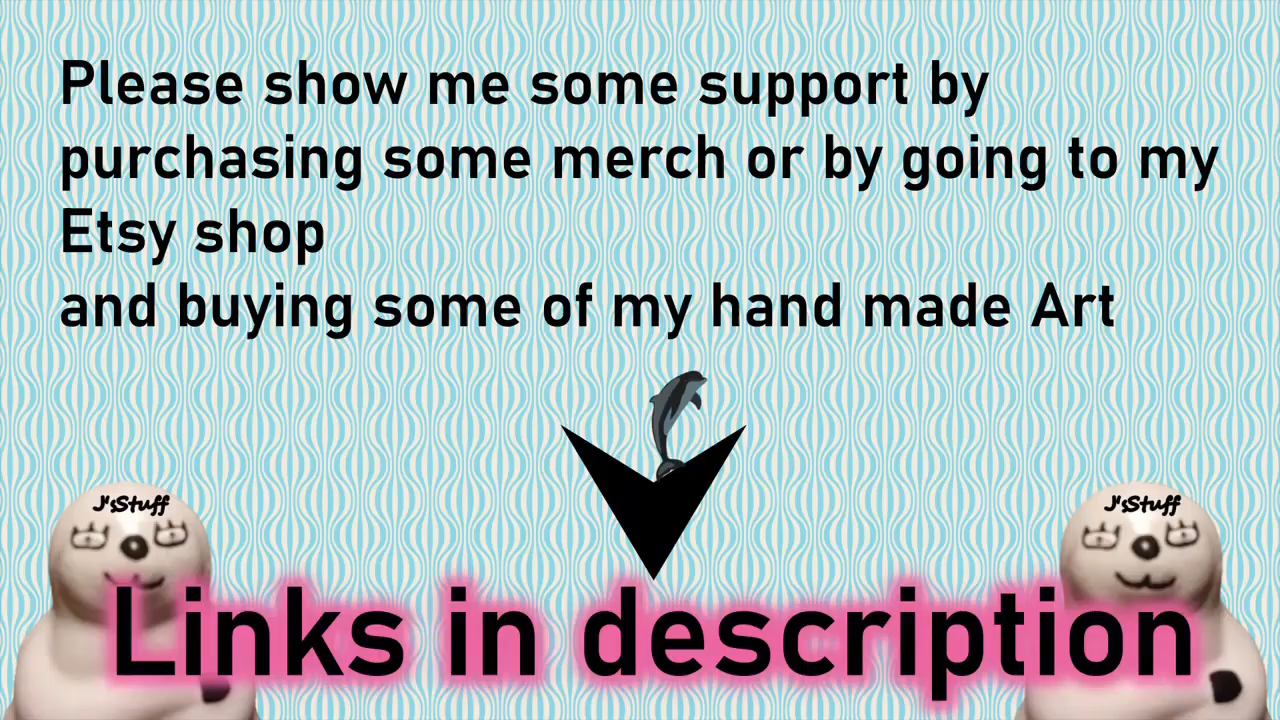 Please show me some support by
purchasing some merch or by going to my
Etsy shop
and buying some of my hand made Art
J'sStuff
J'sStuff
Links in description